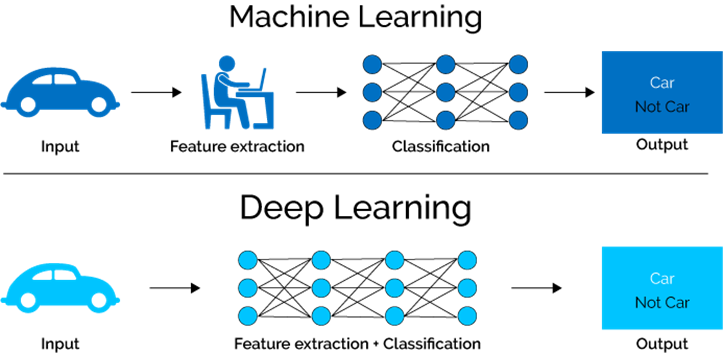 Machine Learning
Car
Not Car
Input
Feature extraction
Classification
Output
Deep Learning
Car
Not Car
Input
Feature extraction + Classification
Output